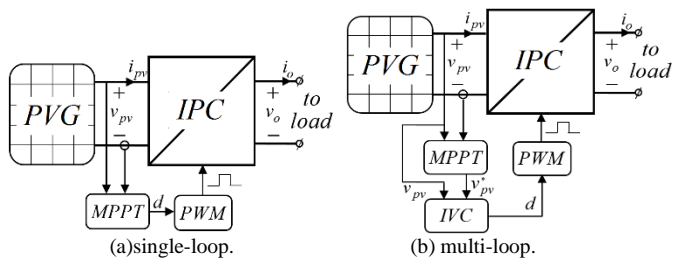 PVG
i_pv
+
v_pv
−
IPC
i_o
+
v_o
−
to
load
MPPT
d
PWM
(a)single-loop.
PVG
i_pv
+
v_pv
−
IPC
i_o
+
v_o
−
to
load
MPPT
PWM
v_pv
v*_pv
IVC
d
(b) multi-loop.